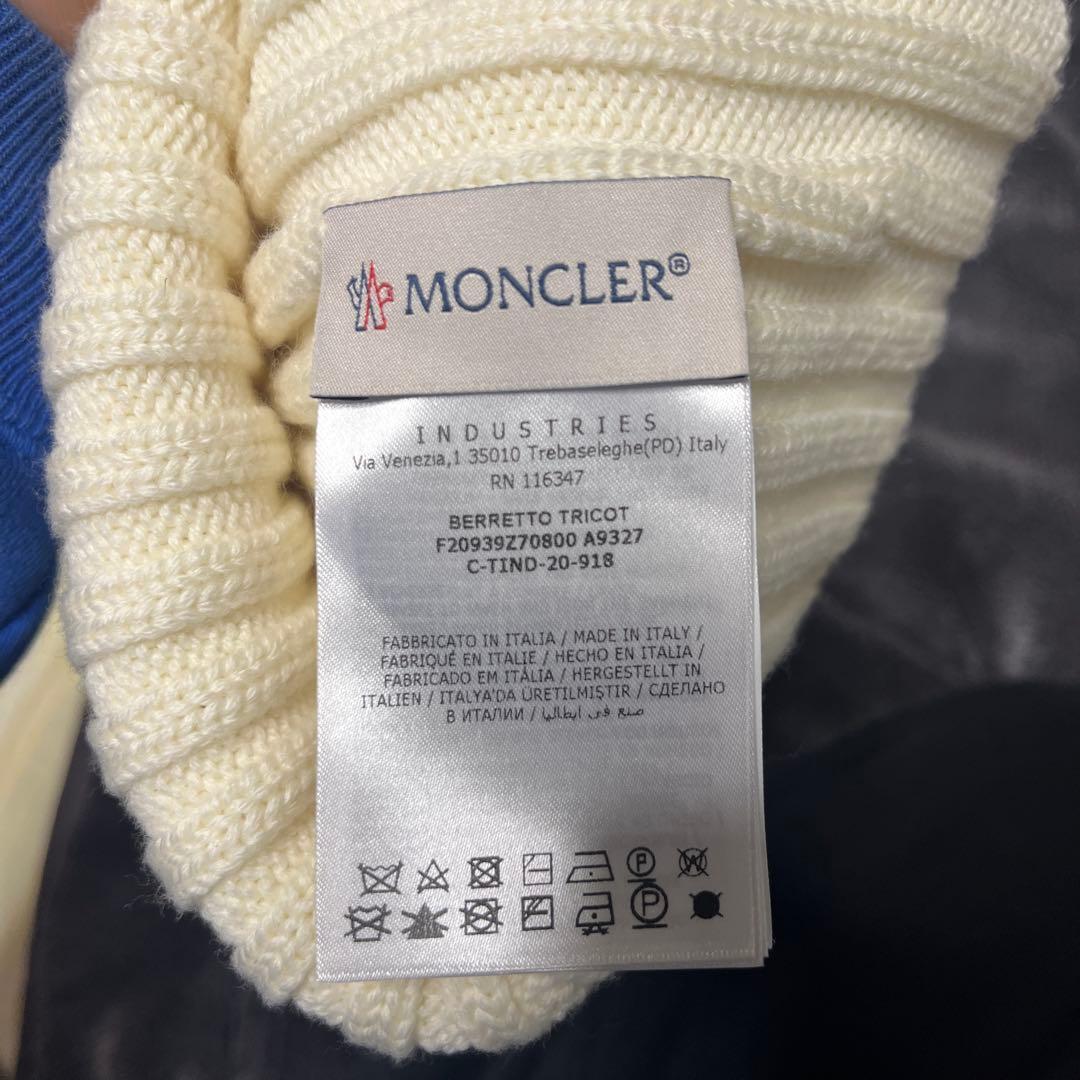 MONCLER®
INDUSTRIES
Via Venezia,1 35010 Trebaseleghe(PD) Italy
RN 116347
BERRETTO TRICOT
F20939Z70800 A9327
C-TIND-20-918
FABBRICATO IN ITALIA / MADE IN ITALY /
FABRIQUÉ EN ITALIE / HECHO EN ITALIA /
FABRICADO EM ITÁLIA / HERGESTELLT IN
ITALIEN / ITALYA'DA ÜRETILMIŞTIR / СДЕЛАНО
В ИТАЛИИ / صنع في ايطاليا
P W
P